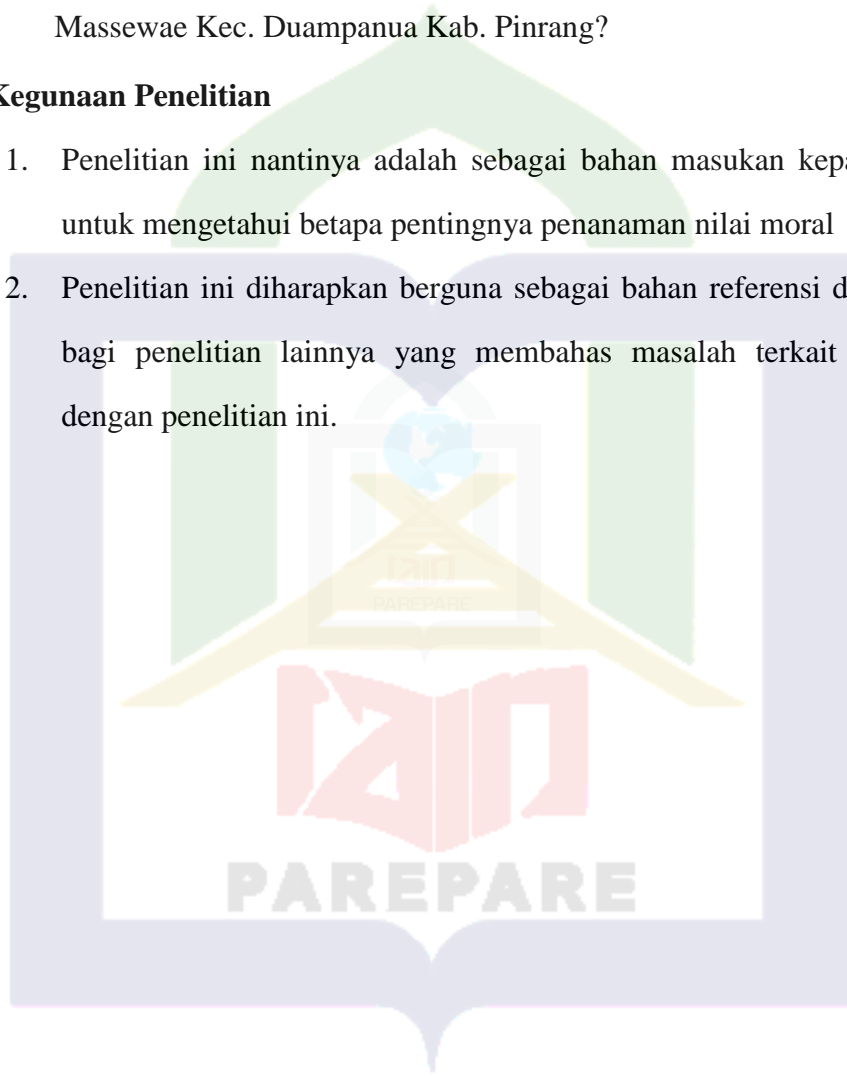 Massewae Kec. Duampanua Kab. Pinrang?
Kegunaan Penelitian
1. Penelitian ini nantinya adalah sebagai bahan masukan
untuk mengetahui betapa pentingnya penanaman nilai moral
2. Penelitian ini diharapkan berguna sebagai bahan referensi
bagi penelitian lainnya yang membahas masalah terkait
dengan penelitian ini.
IAIN
PAREPARE
IAIN
PAREPARE